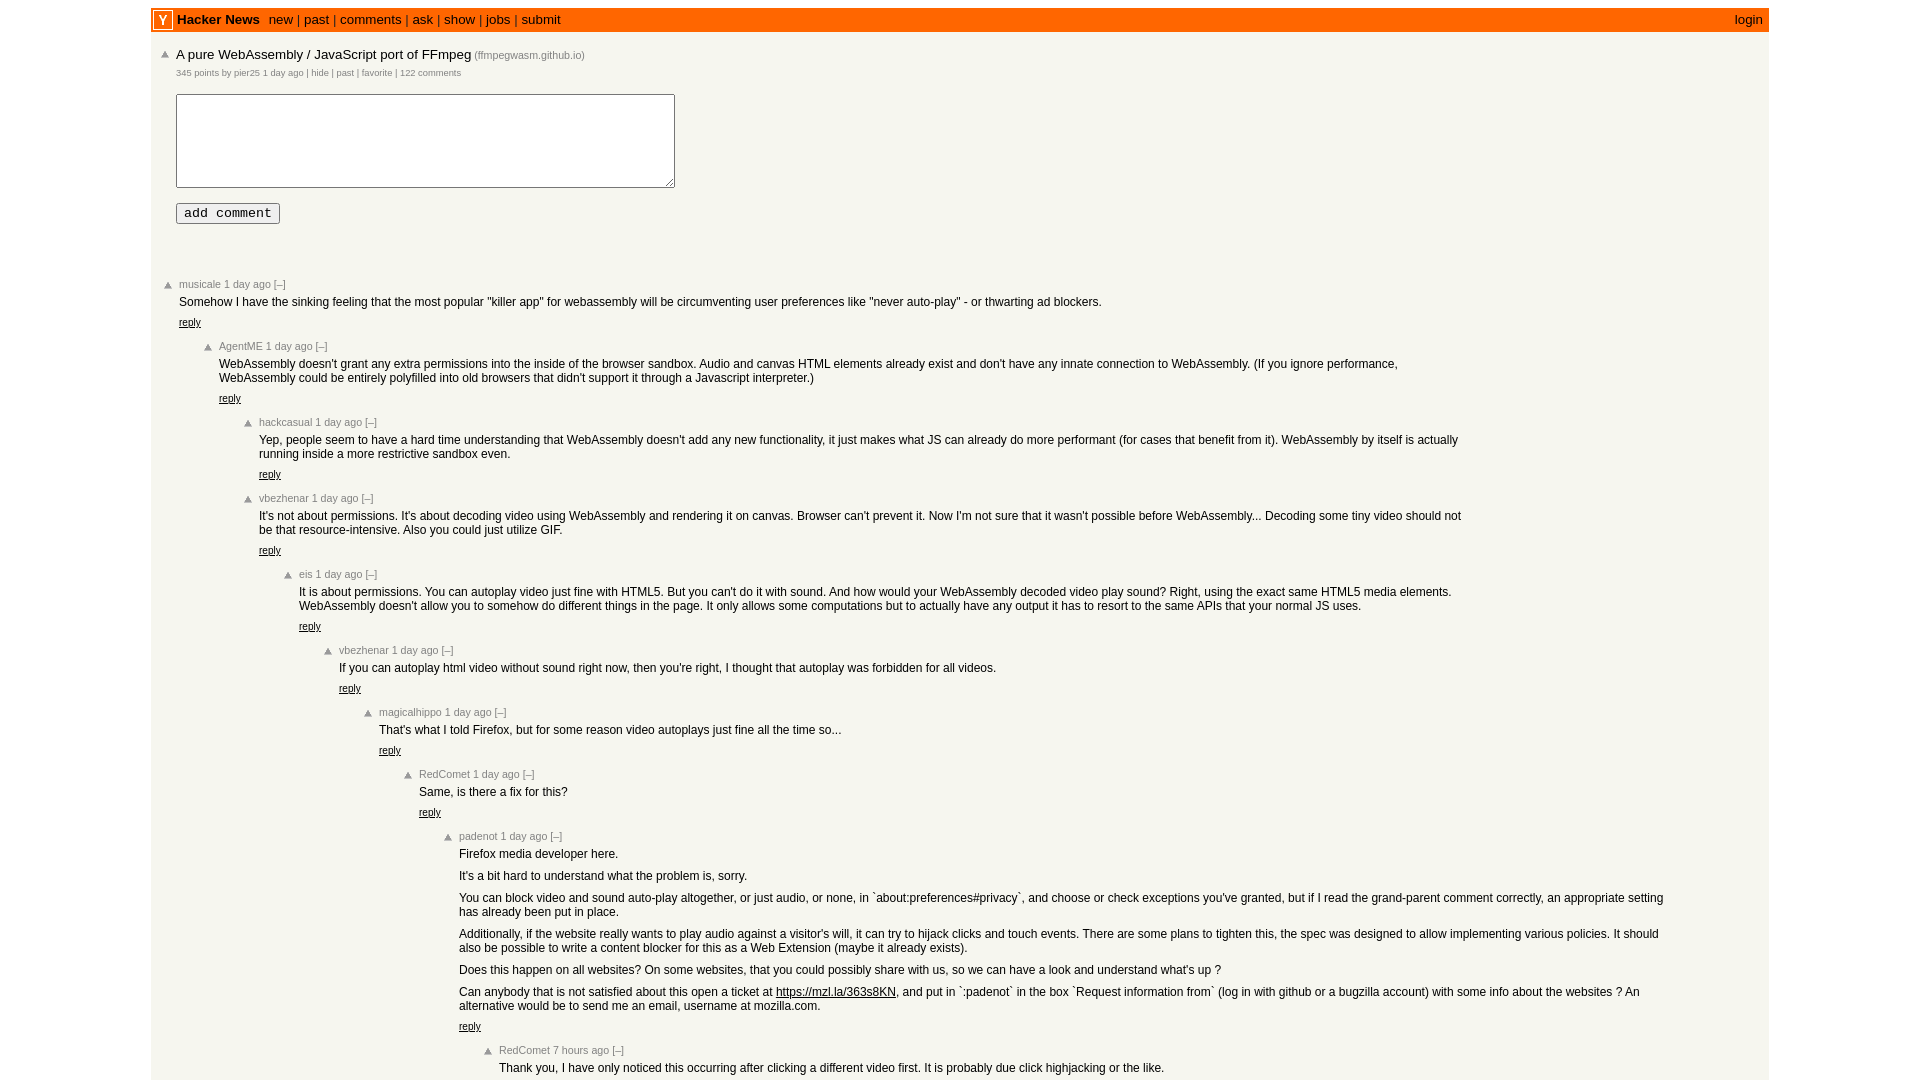 Y Hacker News new | past | comments | ask | show | jobs | submit login
A pure WebAssembly / JavaScript port of FFmpeg (ffmpegwasm.github.io)
345 points by pier25 1 day ago | hide | past | favorite | 122 comments
add comment
musicale 1 day ago [–]
Somehow I have the sinking feeling that the most popular "killer app" for webassembly will be circumventing user preferences like "never auto-play" - or thwarting ad blockers.
reply
AgentME 1 day ago [–]
WebAssembly doesn't grant any extra permissions into the inside of the browser sandbox. Audio and canvas HTML elements already exist and don't have any innate connection to WebAssembly. (If you ignore performance,
WebAssembly could be entirely polyfilled into old browsers that didn't support it through a Javascript interpreter.)
reply
hackcasual 1 day ago [–]
Yep, people seem to have a hard time understanding that WebAssembly doesn't add any new functionality, it just makes what JS can already do more performant (for cases that benefit from it). WebAssembly by itself is actually
running inside a more restrictive sandbox even.
reply
vbezhenar 1 day ago [–]
It's not about permissions. It's about decoding video using WebAssembly and rendering it on canvas. Browser can't prevent it. Now I'm not sure that it wasn't possible before WebAssembly... Decoding some tiny video should not
be that resource-intensive. Also you could just utilize GIF.
reply
eis 1 day ago [–]
It is about permissions. You can autoplay video just fine with HTML5. But you can't do it with sound. And how would your WebAssembly decoded video play sound? Right, using the exact same HTML5 media elements.
WebAssembly doesn't allow you to somehow do different things in the page. It only allows some computations but to actually have any output it has to resort to the same APIs that your normal JS uses.
reply
vbezhenar 1 day ago [–]
If you can autoplay html video without sound right now, then you're right, I thought that autoplay was forbidden for all videos.
reply
magicalhippo 1 day ago [–]
That's what I told Firefox, but for some reason video autoplays just fine all the time so...
reply
RedComet 1 day ago [–]
Same, is there a fix for this?
reply
padenot 1 day ago [–]
Firefox media developer here.
It's a bit hard to understand what the problem is, sorry.
You can block video and sound auto-play altogether, or just audio, or none, in `about:preferences#privacy`, and choose or check exceptions you've granted, but if I read the grand-parent comment correctly, an appropriate setting
has already been put in place.
Additionally, if the website really wants to play audio against a visitor's will, it can try to hijack clicks and touch events. There are some plans to tighten this, the spec was designed to allow implementing various policies. It should
also be possible to write a content blocker for this as a Web Extension (maybe it already exists).
Does this happen on all websites? On some websites, that you could possibly share with us, so we can have a look and understand what's up ?
Can anybody that is not satisfied about this open a ticket at https://mzl.la/363s8KN, and put in `:padenot` in the box `Request information from` (log in with github or a bugzilla account) with some info about the websites ? An
alternative would be to send me an email, username at mozilla.com.
reply
RedComet 7 hours ago [–]
Thank you, I have only noticed this occurring after clicking a different video first. It is probably due click highjacking or the like.